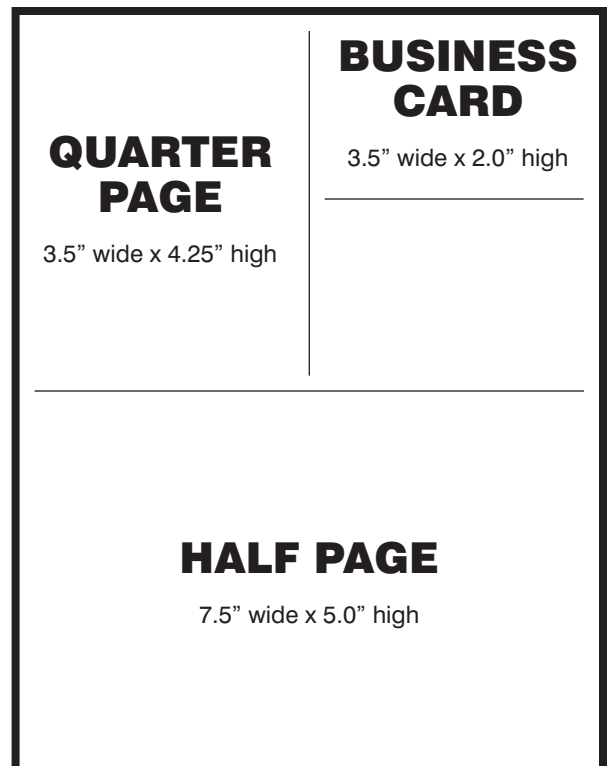 QUARTER
PAGE
3.5” wide x 4.25” high
BUSINESS
CARD
3.5” wide x 2.0” high
HALF PAGE
7.5” wide x 5.0” high